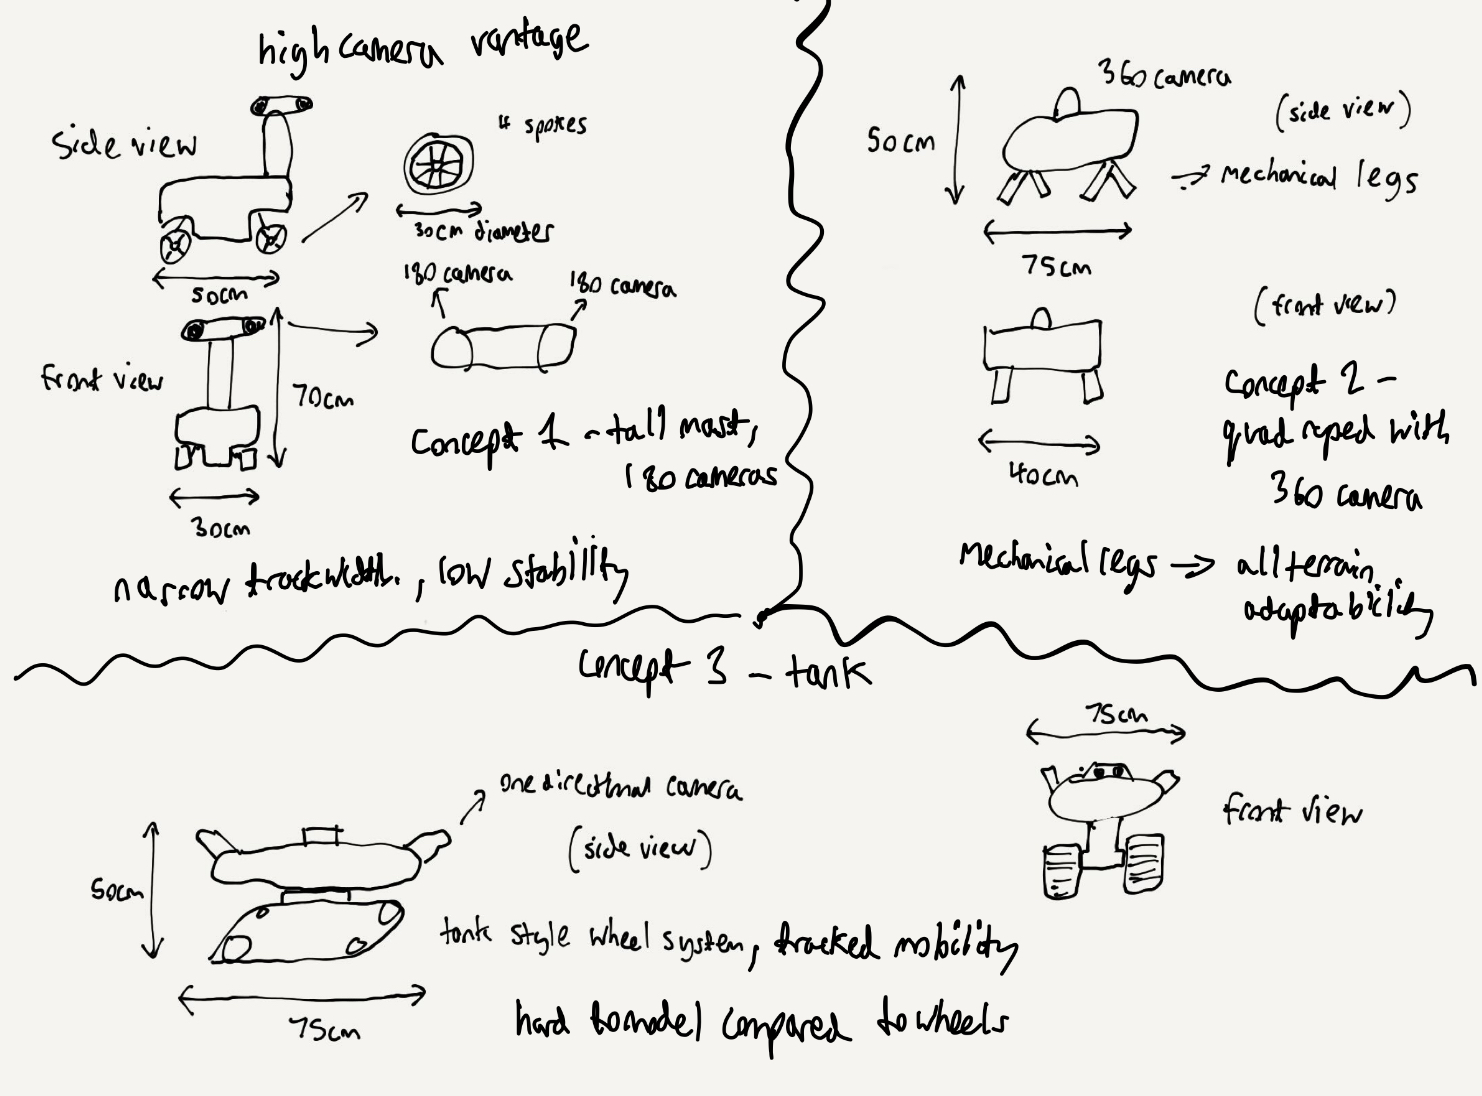 high camera vantage
side view
4 spokes
30cm diameter
50cm
180 camera
180 camera
front view
70cm
Concept 1 - tall mast,
180 cameras
30cm
narrow trackwidth, low stability
360 camera
(side view)
50cm
→ mechanical legs
75cm
(front view)
Concept 2 -
quadruped with
360 camera
40cm
Mechanical legs → all terrain
adaptability
Concept 3 - tank
75cm
one directional camera
(side view)
front view
50cm
tank style wheel system, tracked mobility
75cm
hard to model compared to wheels